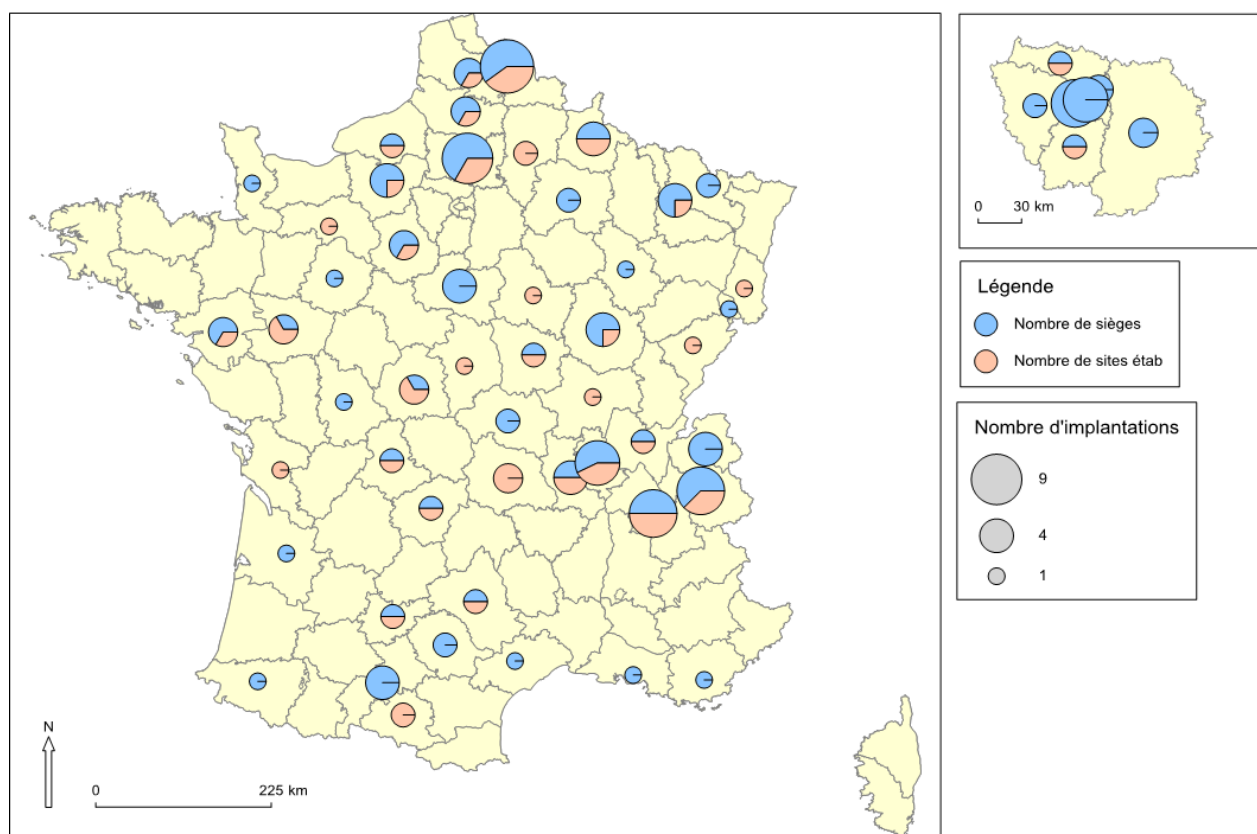 N
0 225 km
0 30 km
Légende
Nombre de sièges
Nombre de sites étab
Nombre d'implantations
9
4
1